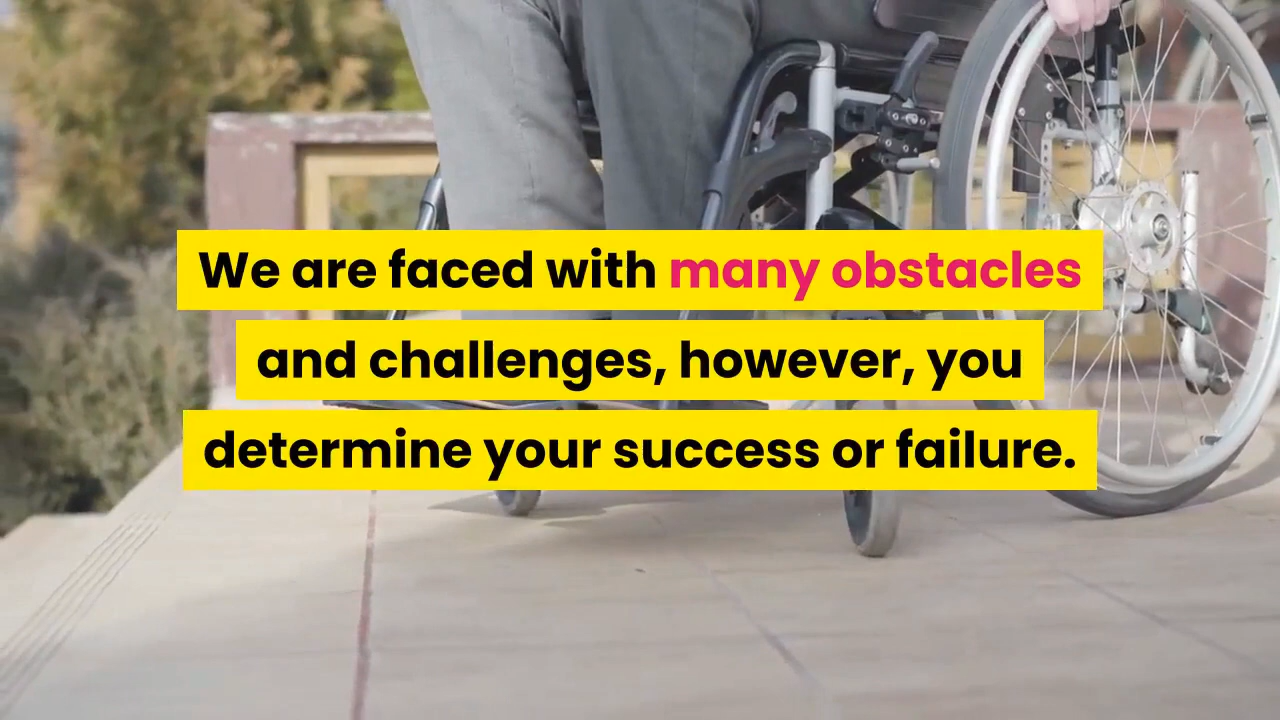 We are faced with many obstacles
and challenges, however, you
determine your success or failure.